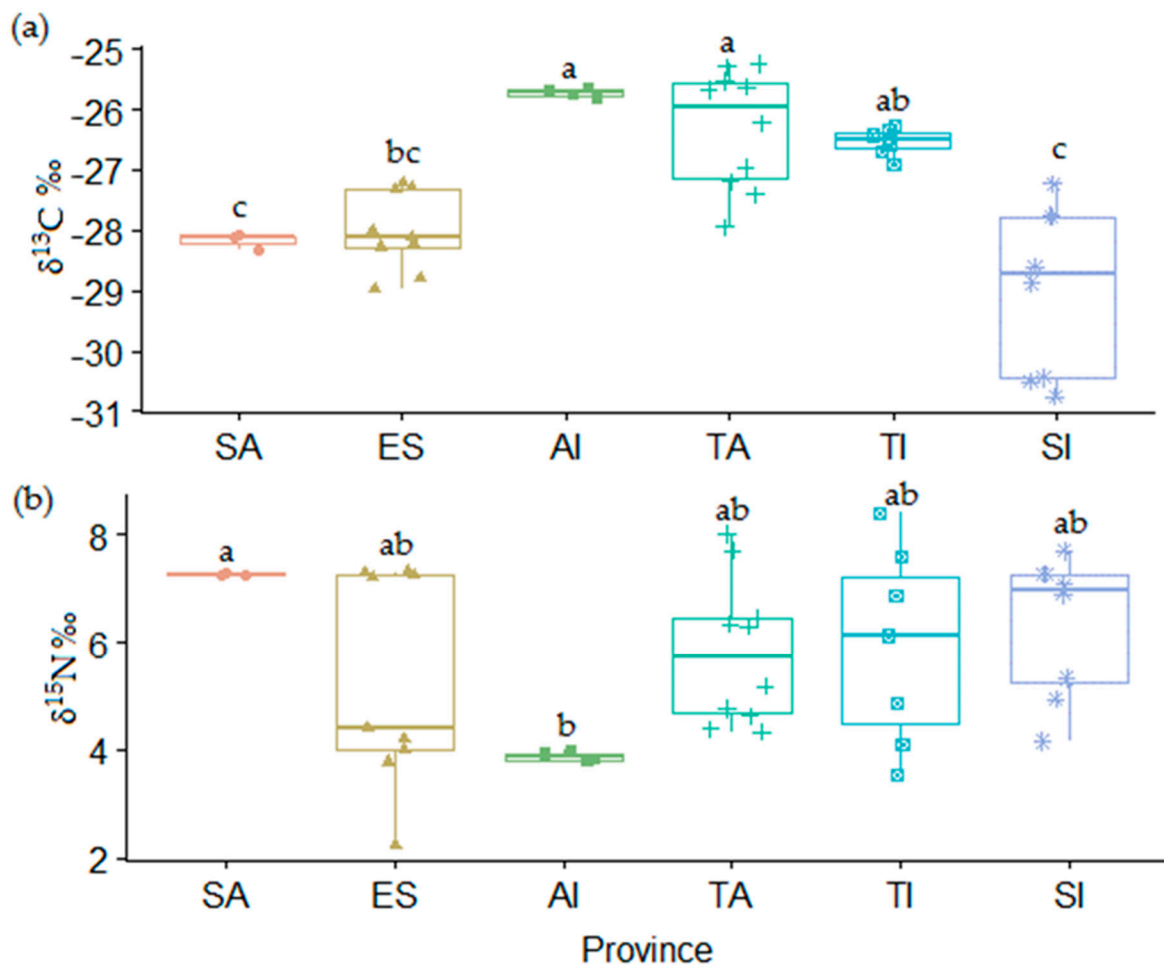 (a)
δ¹³C ‰
-25
-26
-27
-28
-29
-30
-31
c
bc
a
a
ab
c
SA ES AI TA TI SI
(b)
δ¹⁵N‰
8
6
4
2
a
ab
b
ab
ab
ab
SA ES AI TA TI SI
Province